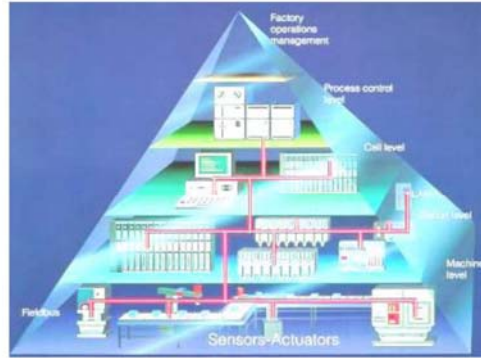 Factory
operations
management
Process control
level
Cell level
level
Machine
level
Fieldbus
Sensors-Actuators